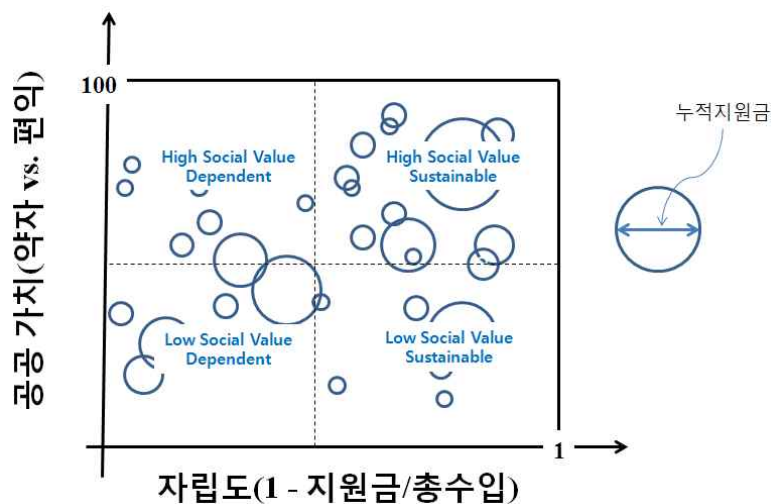 100
공공 가치(약자 vs. 편익)
High Social Value
Dependent
High Social Value
Sustainable
누적지원금
Low Social Value
Dependent
Low Social Value
Sustainable
1
자립도(1 - 지원금/총수입)